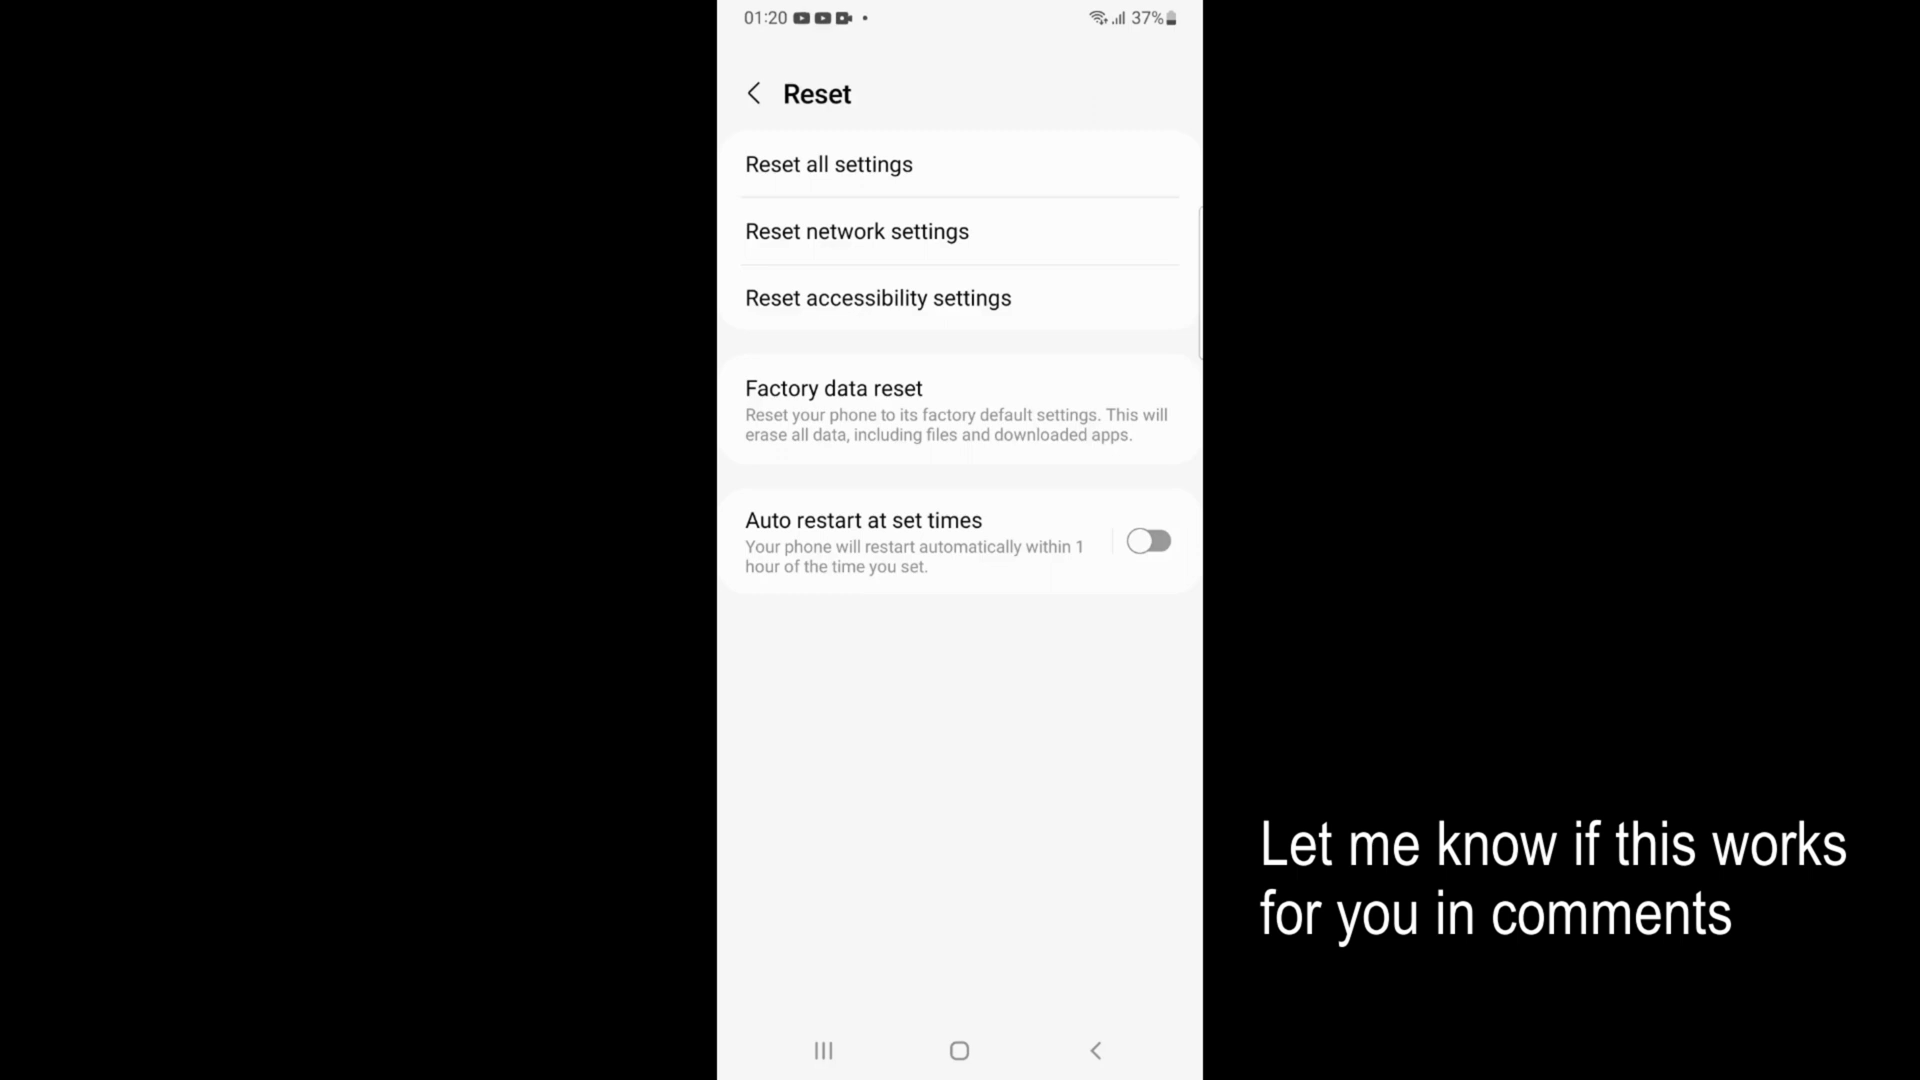 01:20
37%
Reset
Reset all settings
Reset network settings
Reset accessibility settings
Factory data reset
Reset your phone to its factory default settings. This will
erase all data, including files and downloaded apps.
Auto restart at set times
Your phone will restart automatically within 1
hour of the time you set.
Let me know if this works
for you in comments